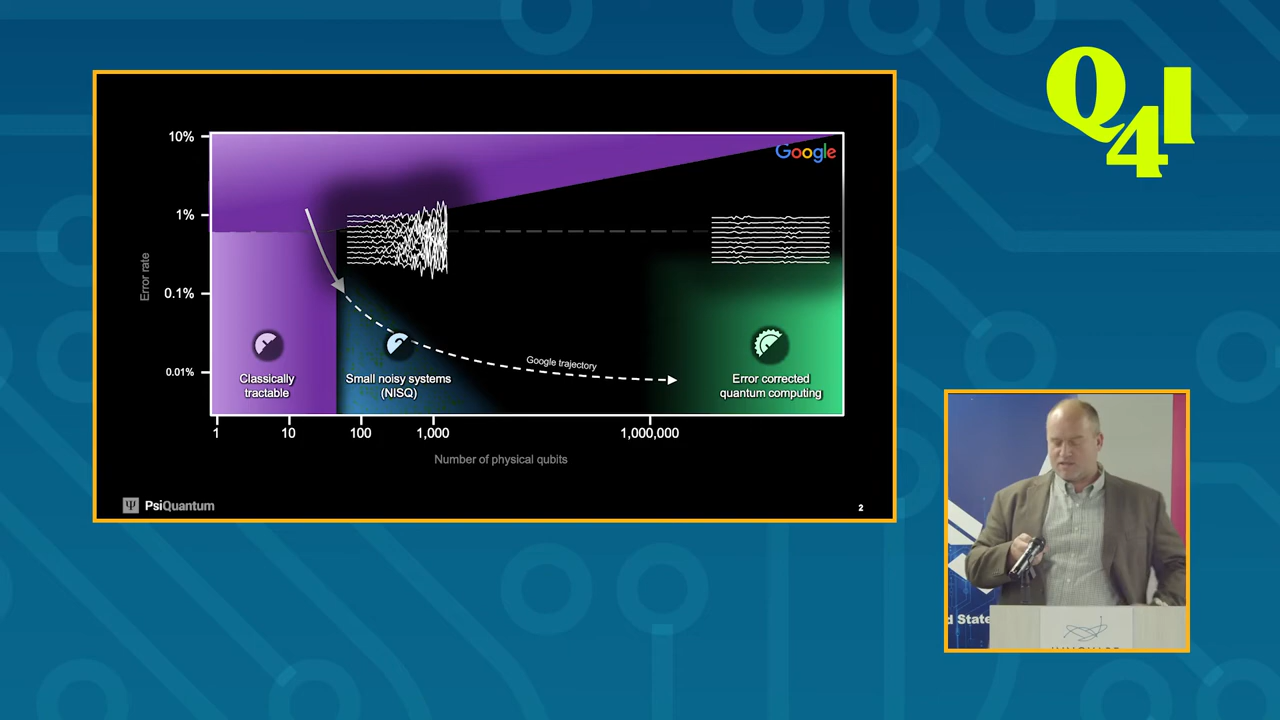 Q4I
10%
Google
1%
Error rate
0.1%
Google trajectory
0.01%
Classically
tractable
Small noisy systems
(NISQ)
Error corrected
quantum computing
1
10
100
1,000
1,000,000
Number of physical qubits
PsiQuantum
2
d State